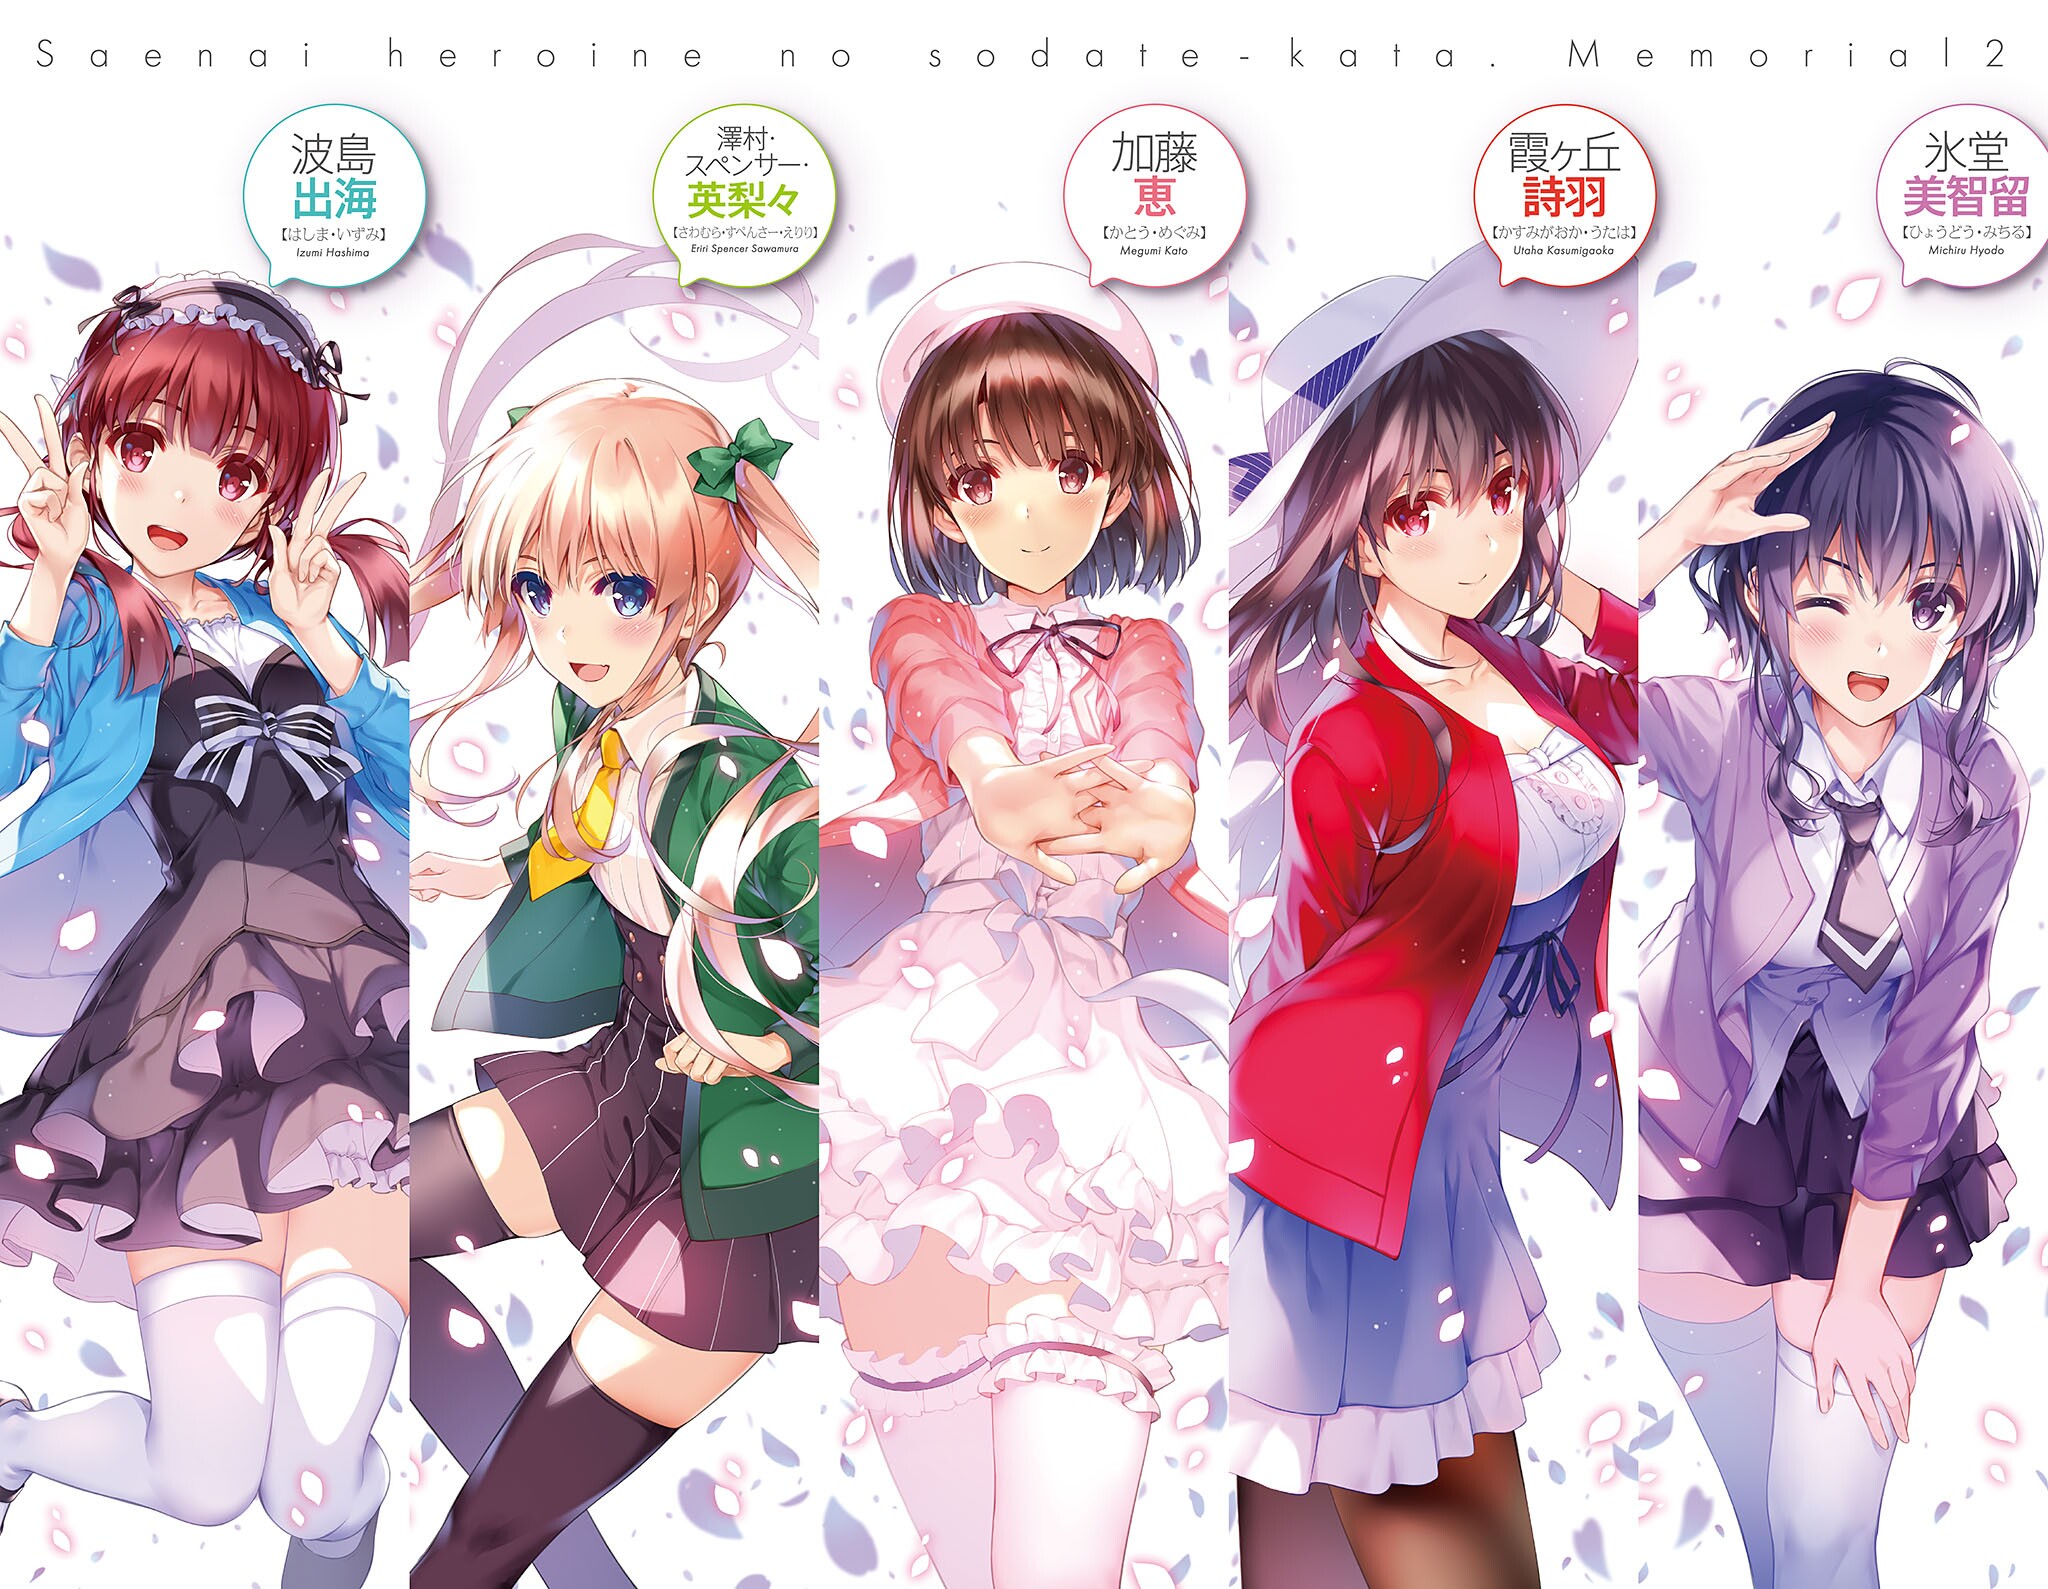 Saenai heroine no sodate-kata. Memorial2
波島
出海
【はしま・いずみ】
Izumi Hashima
澤村・
スペンサー・
英梨々
【さわむら・すぺんさー・えりり】
Eriri Spencer Sawamura
加藤
恵
【かとう・めぐみ】
Megumi Kato
霞ヶ丘
詩羽
【かすみがおか・うたは】
Utaha Kasumigaoka
氷堂
美智留
【ひょうどう・みちる】
Michiru Hyodo